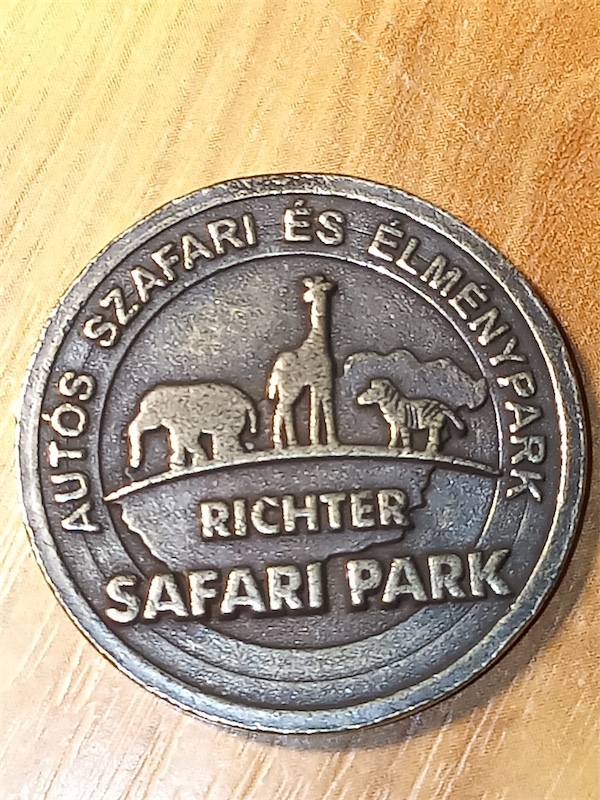 AUTÓS SZAFARI ÉS ÉLMÉNYPARK
RICHTER
SAFARI PARK